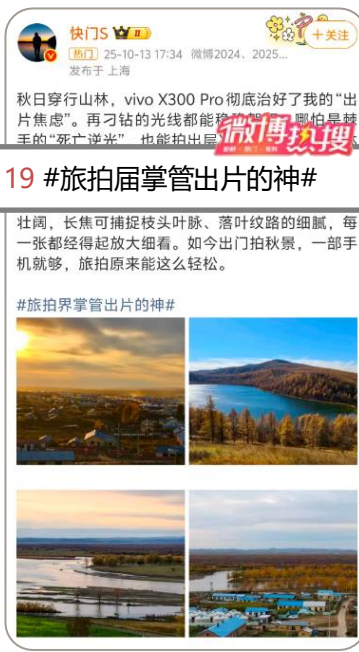 快门S
II
+关注
热门 25-10-13 17:34 微博2024、2025...
发布于 上海
秋日穿行山林，vivo X300 Pro彻底治好了我的“出
片焦虑”。再刁钻的光线都能稳
哪怕是棘
手的“死亡逆光”，也能拍出层
微博热搜
19 #旅拍届掌管出片的神#
壮阔，长焦可捕捉枝头叶脉、落叶纹路的细腻，每
一张都经得起放大细看。如今出门拍秋景，一部手
机就够，旅拍原来能这么轻松。
#旅拍界掌管出片的神#